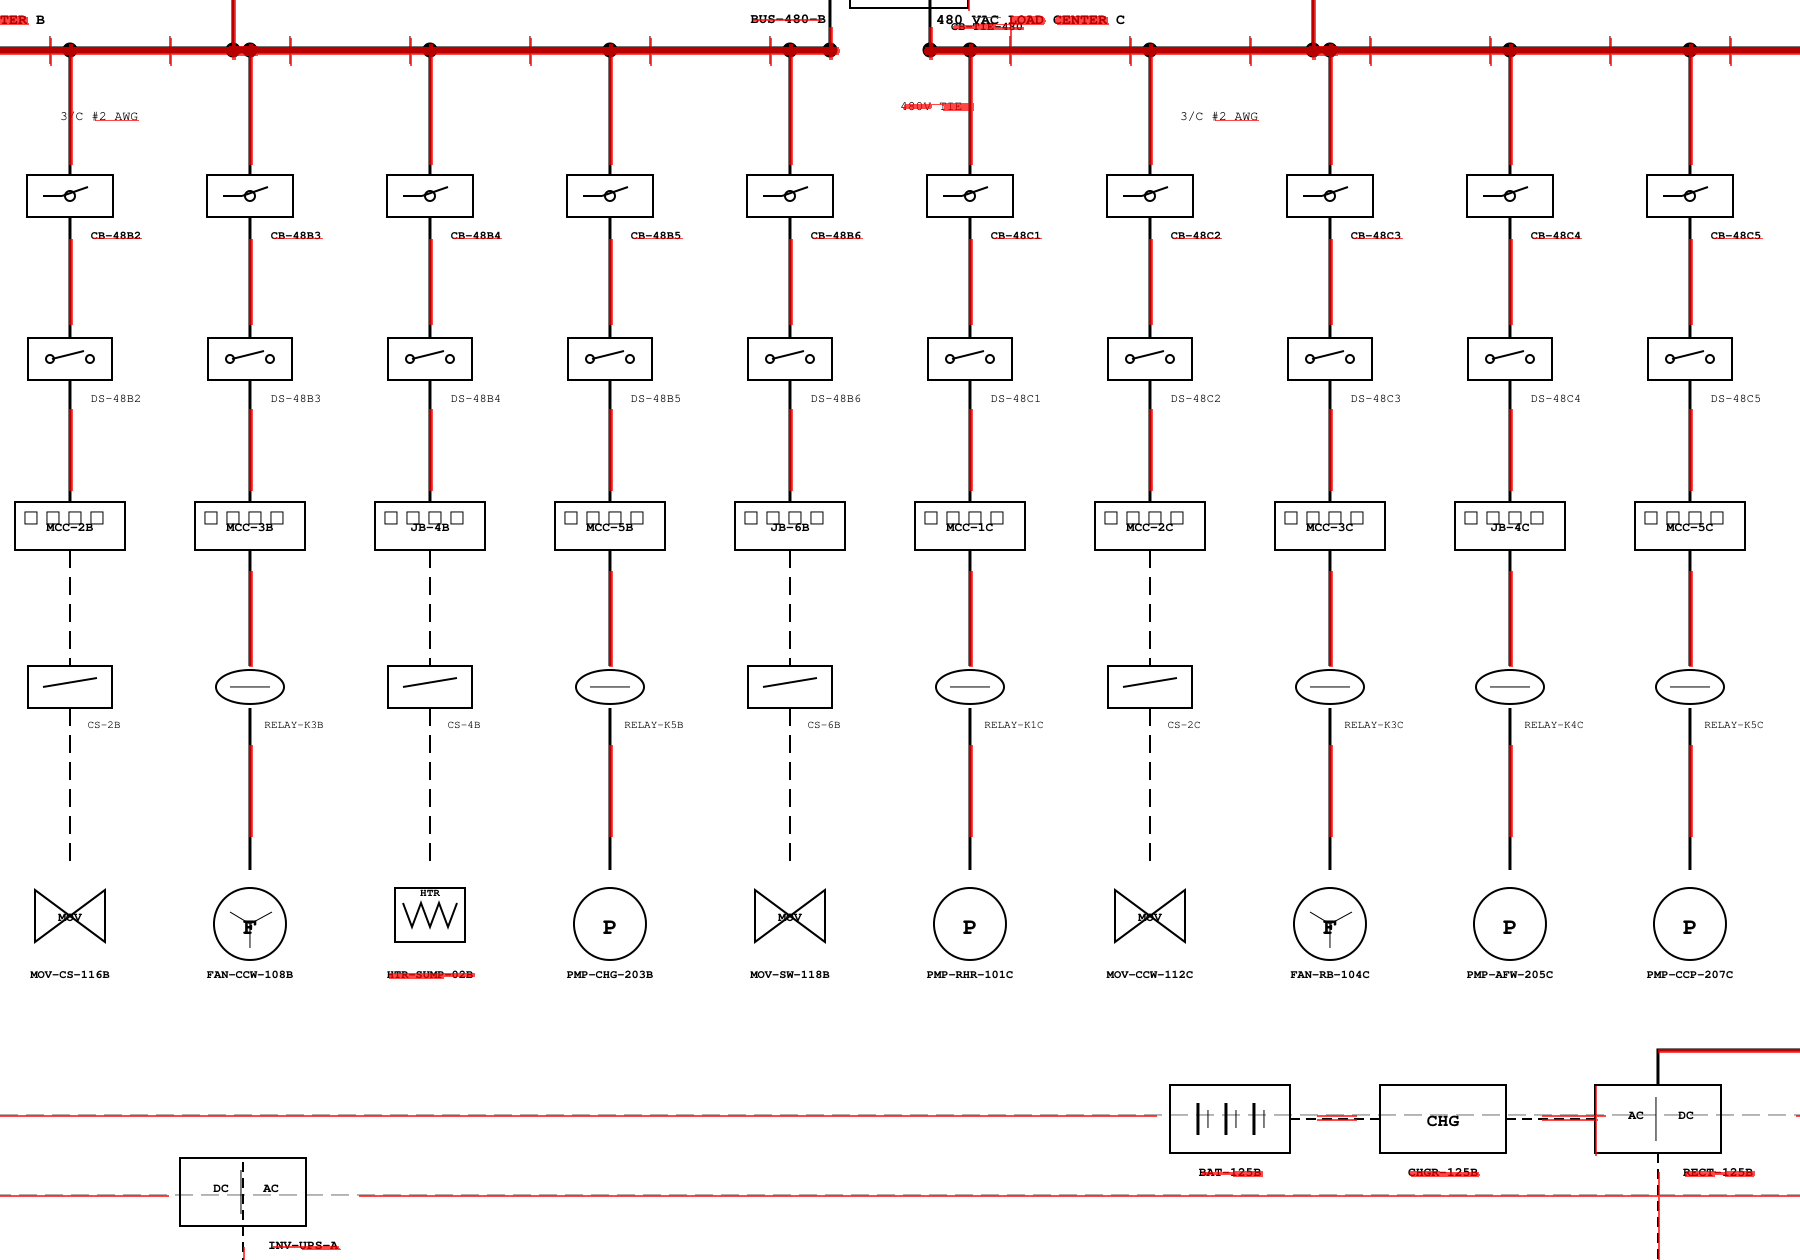 TER B
BUS-480-B
480 VAC LOAD CENTER C
CB-TIE-480
480V TIE
3/C #2 AWG
3/C #2 AWG
CB-48B2
CB-48B3
CB-48B4
CB-48B5
CB-48B6
CB-48C1
CB-48C2
CB-48C3
CB-48C4
CB-48C5
DS-48B2
DS-48B3
DS-48B4
DS-48B5
DS-48B6
DS-48C1
DS-48C2
DS-48C3
DS-48C4
DS-48C5
MCC-2B
MCC-3B
JB-4B
MCC-5B
JB-6B
MCC-1C
MCC-2C
MCC-3C
JB-4C
MCC-5C
CS-2B
RELAY-K3B
CS-4B
RELAY-K5B
CS-6B
RELAY-K1C
CS-2C
RELAY-K3C
RELAY-K4C
RELAY-K5C
MOV
F
HTR
P
MOV
P
MOV
F
P
P
MOV-CS-116B
FAN-CCW-108B
HTR-SUMP-02B
PMP-CHG-203B
MOV-SW-118B
PMP-RHR-101C
MOV-CCW-112C
FAN-RB-104C
PMP-AFW-205C
PMP-CCP-207C
CHG
AC DC
BAT-125B
CHGR-125B
RECT-125B
DC AC
INV-UPS-A